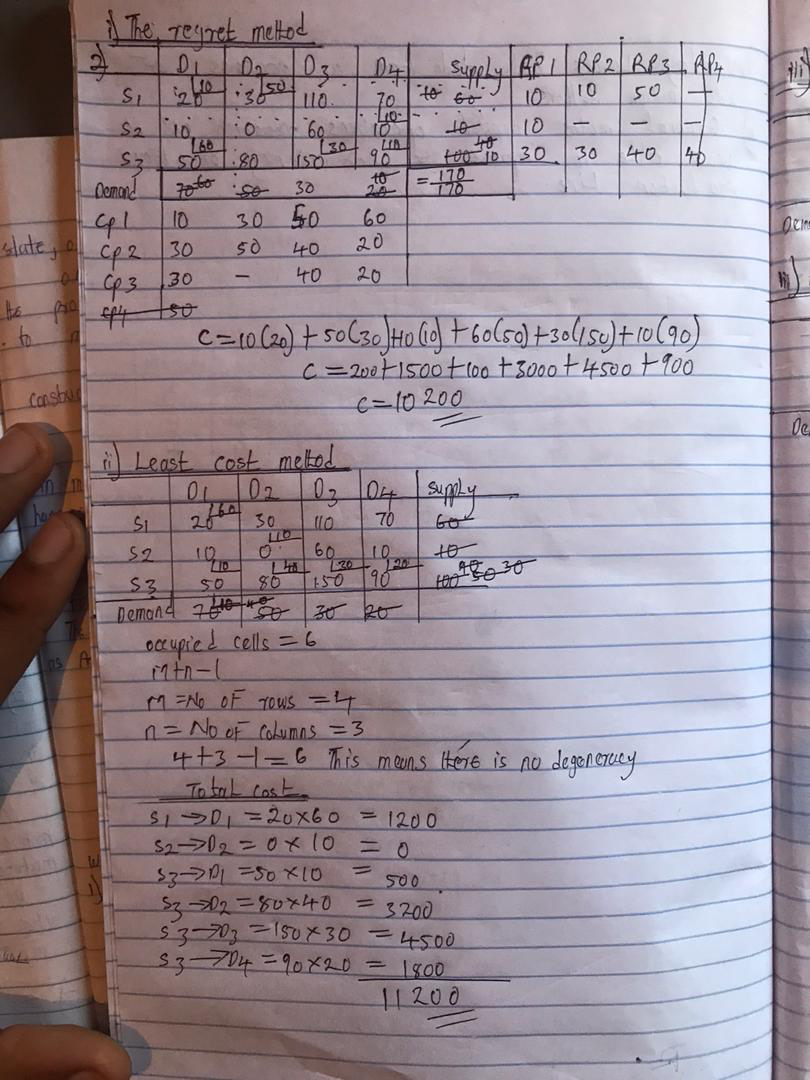 i) The regret method
2) D1 D2 D3 D4 Supply RP1 RP2 RP3 RP4
S1 20 10 30 50 110 70 10 60 10 10 50 —
S2 10 0 60 10 10 10 10 — — —
S3 50 60 80 150 30 90 10 100 40 10 30 30 40 40
Demand 70 60 50 30 10 20 = 170/170
CP1 10 30 50 60
CP2 30 50 40 20
CP3 30 — 40 20
CP4 50
C = 10(20) + 50(30) + 10(10) + 60(50) + 30(150) + 10(90)
C = 200 + 1500 + 100 + 3000 + 4500 + 900
C = 10 200
ii) Least cost method
D1 D2 D3 D4 Supply
S1 20 60 30 110 70 60
S2 10 0 10 60 10 10
S3 50 10 80 40 150 30 90 20 100 90 50 30
Demand 70 10 40 50 30 20
occupied cells = 6
m+n-1
m = No of rows = 4
n = No of columns = 3
4+3-1 = 6 This means there is no degeneracy
Total cost
S1 → D1 = 20 × 60 = 1200
S2 → D2 = 0 × 10 = 0
S3 → D1 = 50 × 10 = 500
S3 → D2 = 80 × 40 = 3200
S3 → D3 = 150 × 30 = 4500
S3 → D4 = 90 × 20 = 1800
11 200